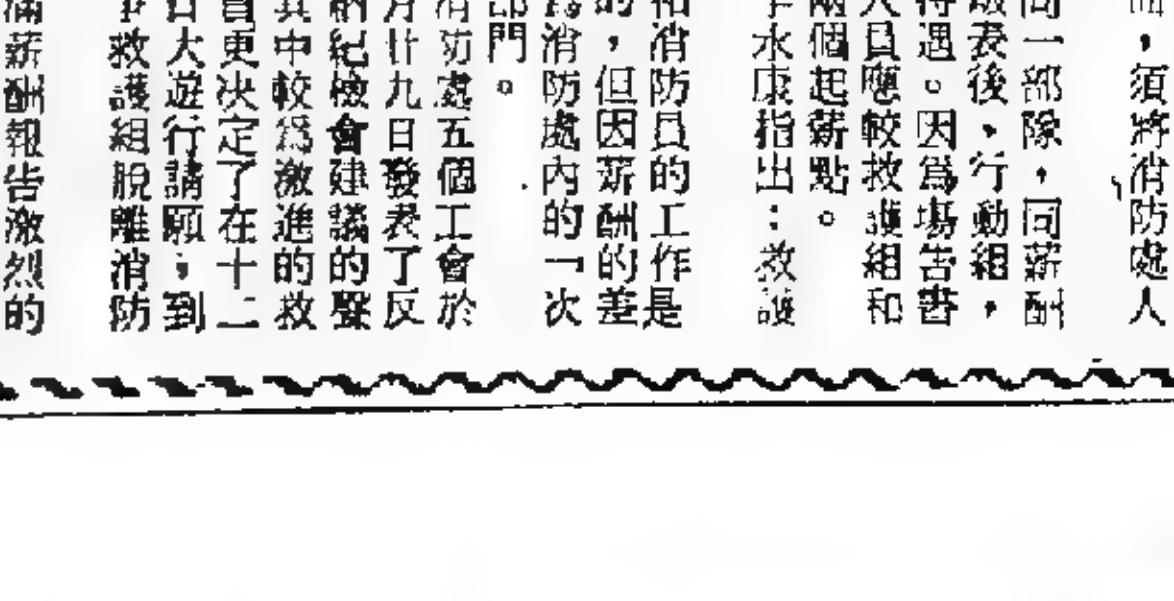 ，須將消防處人
同一部隊，同薪酬
表後，行動組，
待遇。因為塲告書
人員應較救護組和
兩個起薪點。
水康指出：救護
和消防員的工作是
的，但因薪酬的差
消防處內的「次
部門。
消防處五個工會於
月廿九日發表了反
紀檢會建議的聲
其中較為激進的救
更決定了在十二
日大遊行請願，到
救護組脫離消防
滿薪酬報告激烈的